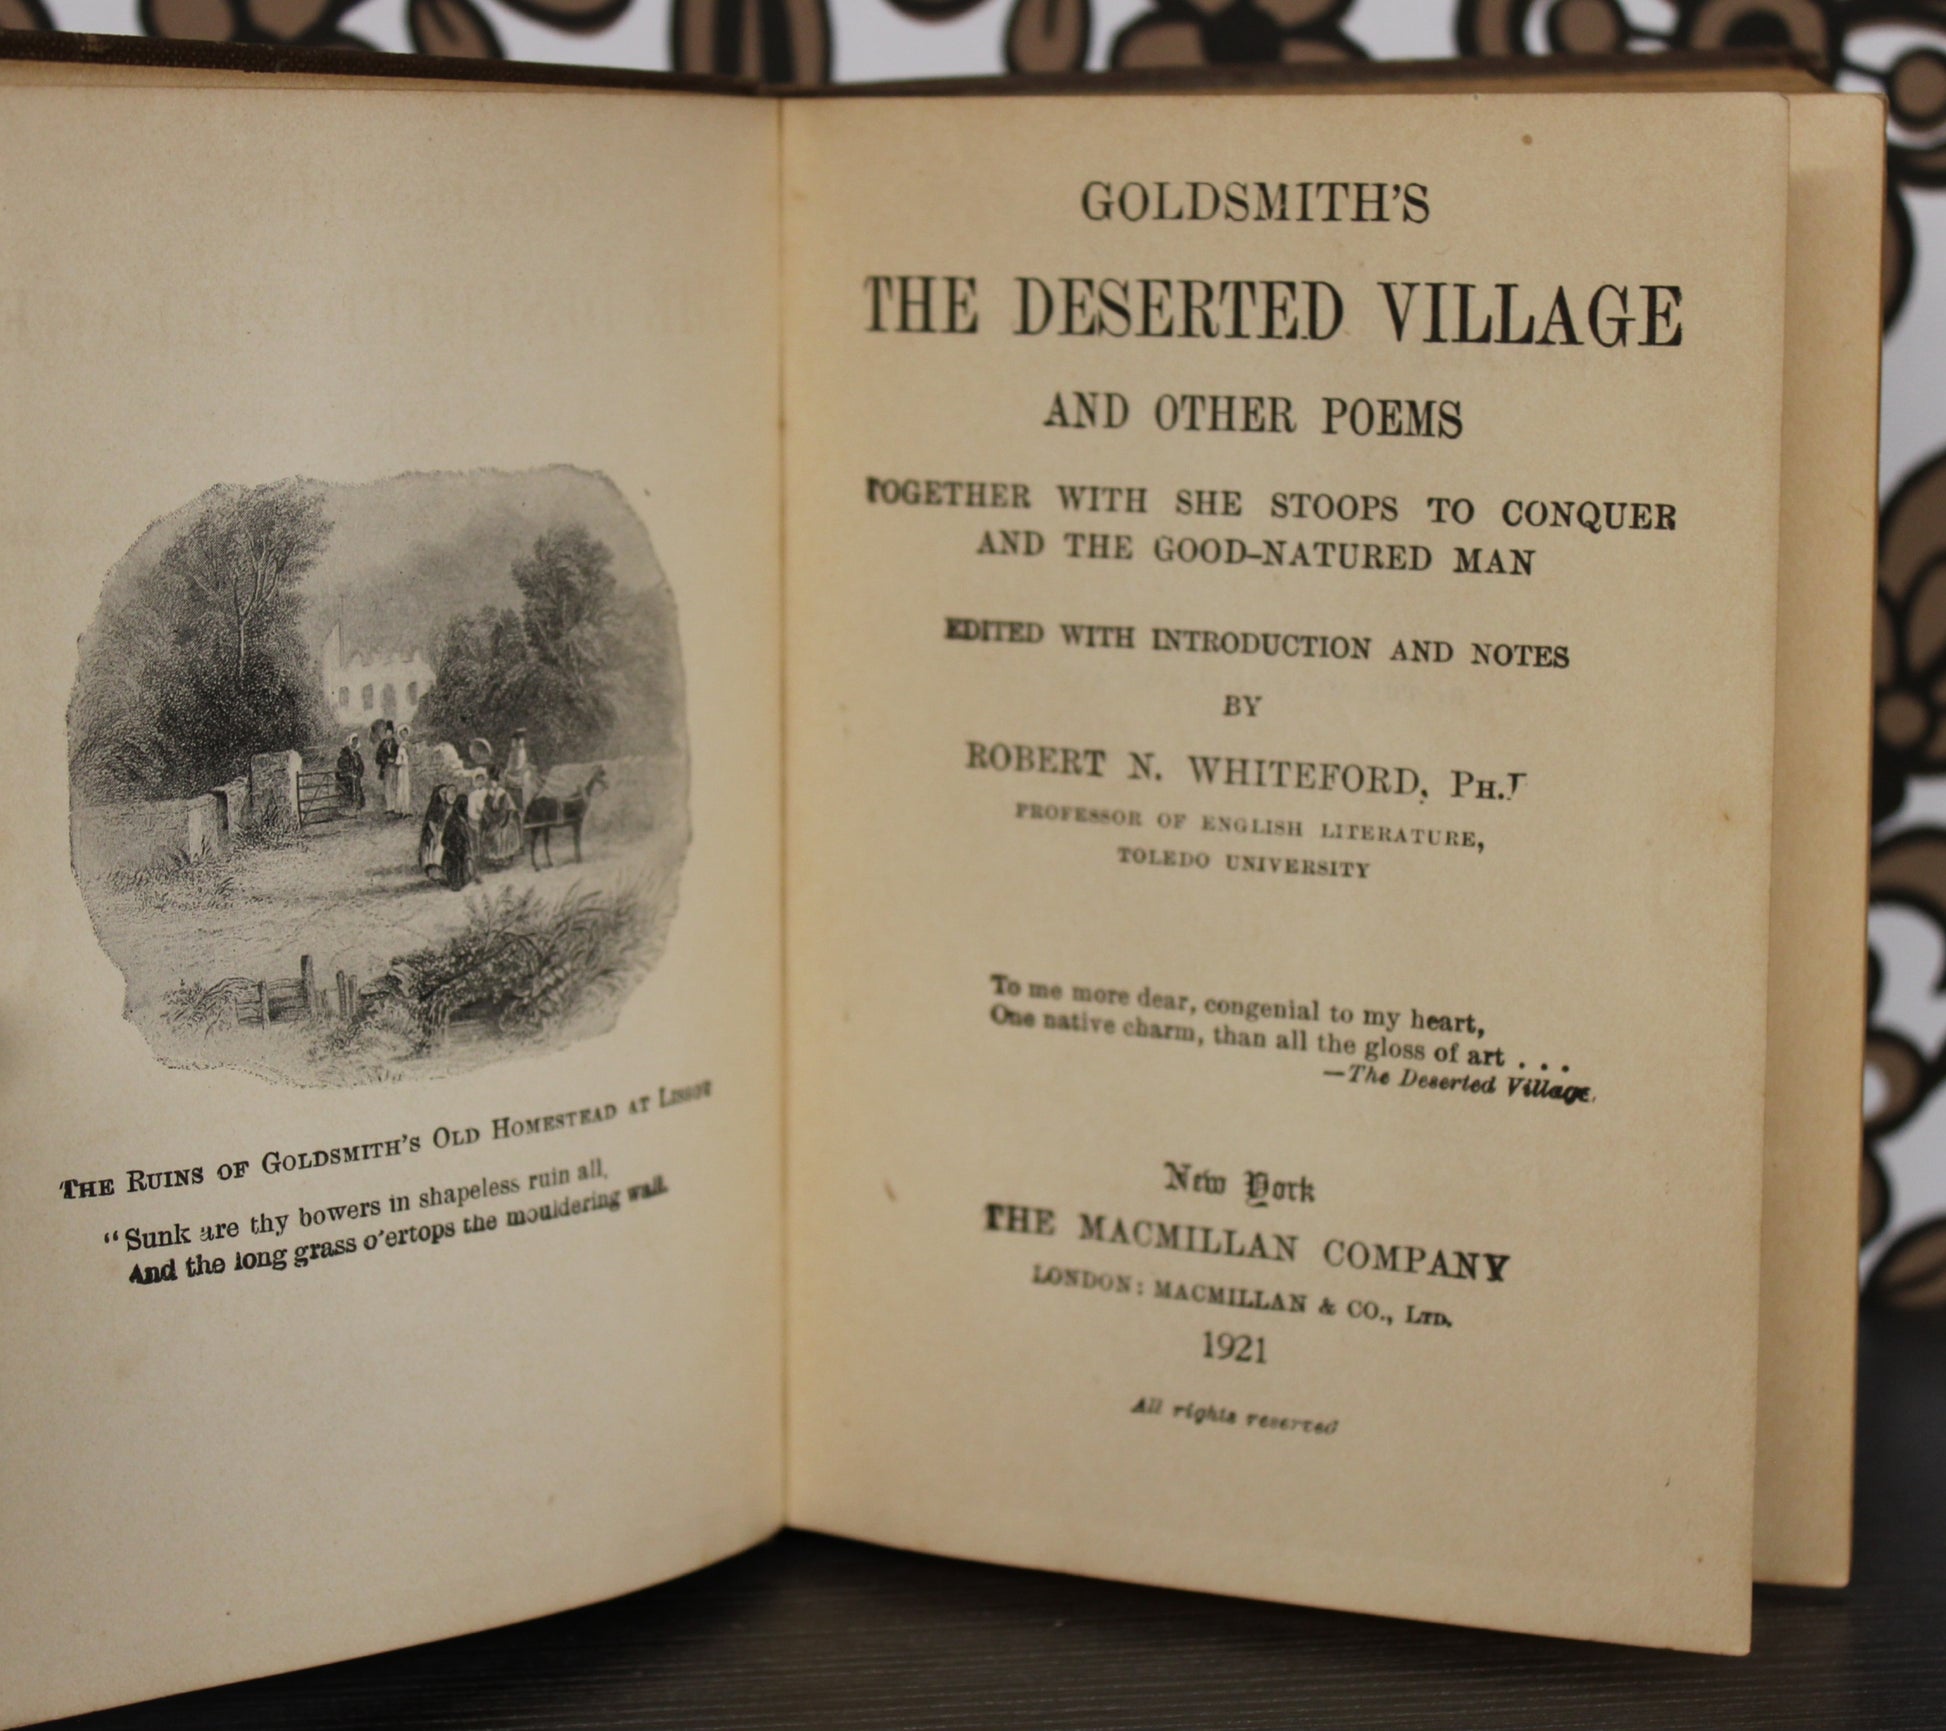 THE RUINS OF GOLDSMITH'S OLD HOMESTEAD AT LISSOY
"Sunk are thy bowers in shapeless ruin all,
And the long grass o'ertops the mouldering wall.
GOLDSMITH'S
THE DESERTED VILLAGE
AND OTHER POEMS
TOGETHER WITH SHE STOOPS TO CONQUER
AND THE GOOD-NATURED MAN
EDITED WITH INTRODUCTION AND NOTES
BY
ROBERT N. WHITEFORD, PH.D
PROFESSOR OF ENGLISH LITERATURE,
TOLEDO UNIVERSITY
To me more dear, congenial to my heart,
One native charm, than all the gloss of art . . .
—The Deserted Village.
New York
THE MACMILLAN COMPANY
LONDON: MACMILLAN & CO., LTD.
1921
All rights reserved